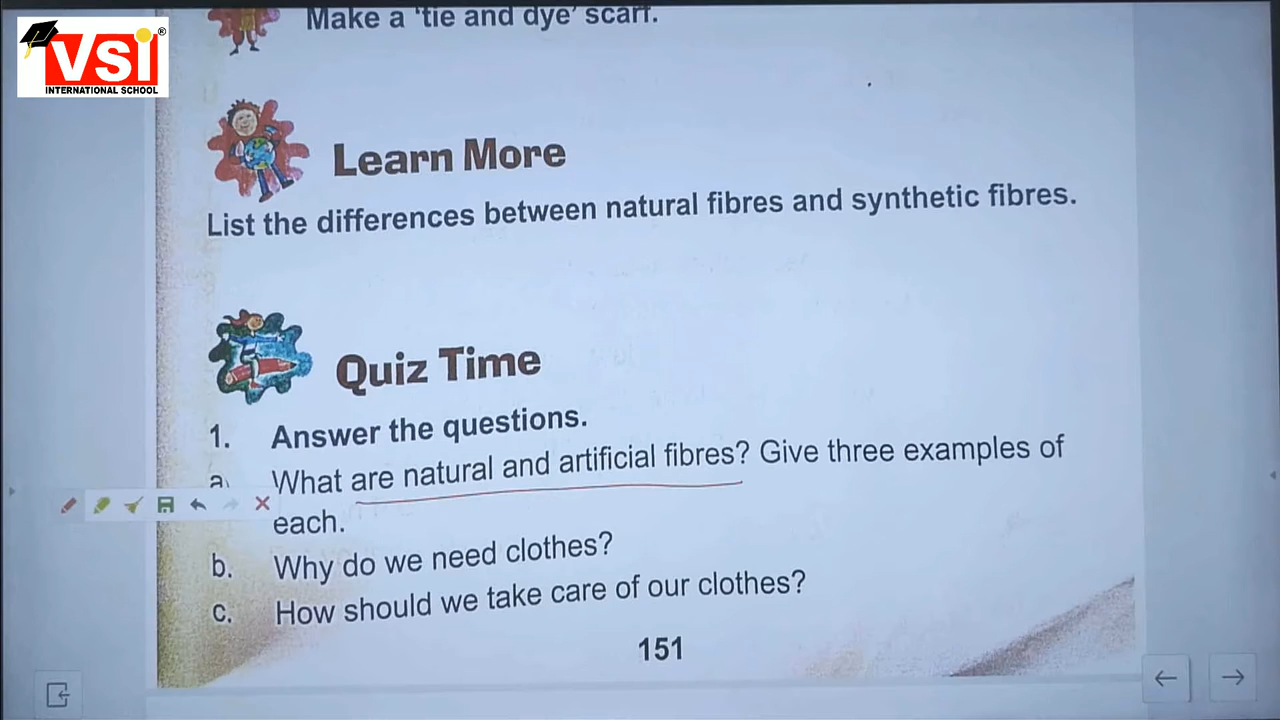 VSI
®
INTERNATIONAL SCHOOL
Make a 'tie and dye' scarf.
Learn More
List the differences between natural fibres and synthetic fibres.
Quiz Time
1. Answer the questions.
a. What are natural and artificial fibres? Give three examples of
each.
b. Why do we need clothes?
c. How should we take care of our clothes?
151